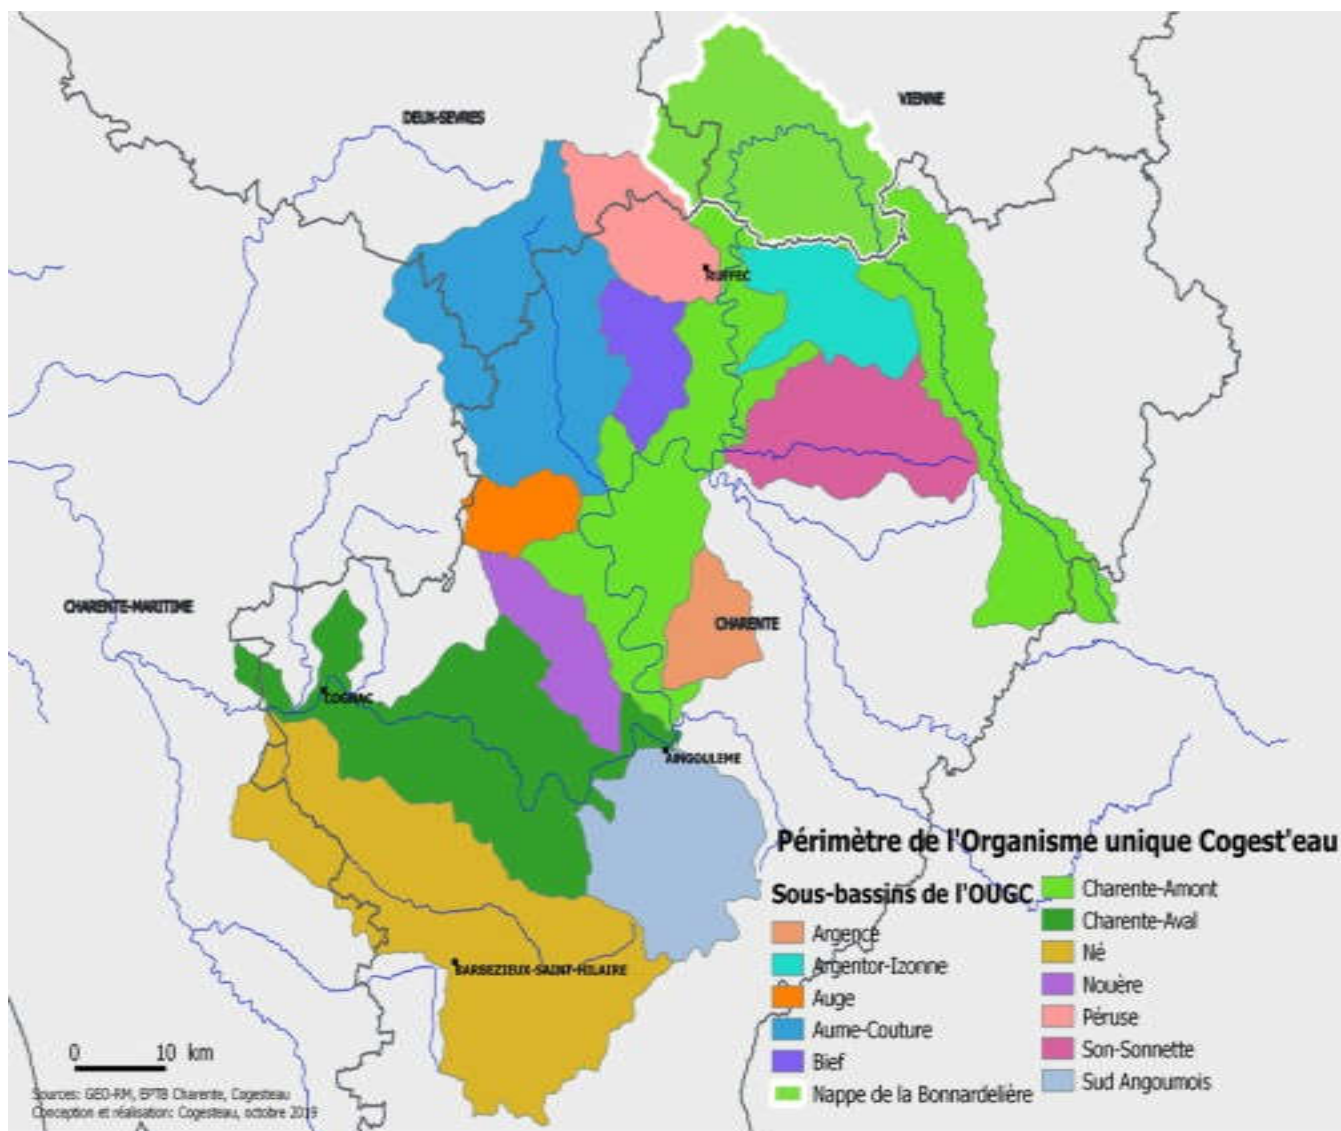 DEUX-SEVRES
VIENNE
RUFFEC
CHARENTE-MARITIME
CHARENTE
COGNAC
ANGOULEME
BARBEZIEUX-SAINT-HILAIRE
Périmètre de l'Organisme unique Cogest'eau
Sous-bassins de l'OUGC
Argence
Argentor-Izonne
Auge
Aume-Couture
Bief
Nappe de la Bonnardelière
Charente-Amont
Charente-Aval
Né
Nouère
Péruse
Son-Sonnette
Sud Angoumois
0 10 km
Sources: GEO-RM, EPTB Charente, Cogesteau
Conception et réalisation: Cogesteau, octobre 2019